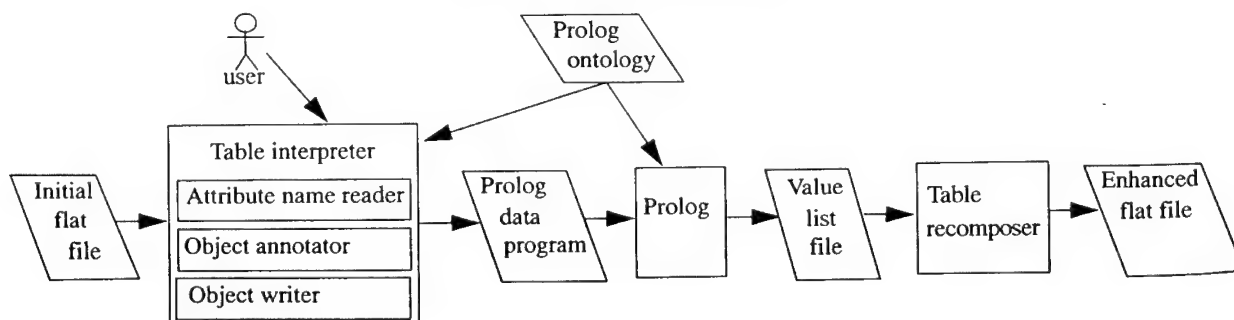 user
Prolog
ontology
Initial
flat
file
Table interpreter
Attribute name reader
Object annotator
Object writer
Prolog
data
program
Prolog
Value
list
file
Table
recomposer
Enhanced
flat file